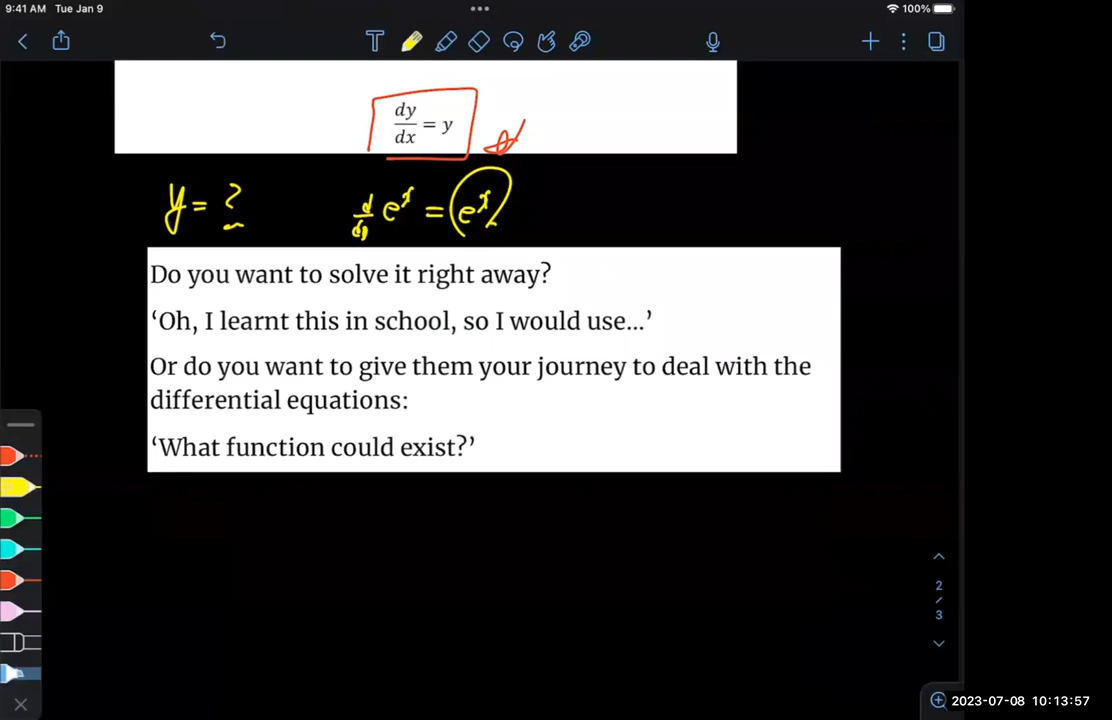 9:41 AM Tue Jan 9
100%
dy/dx = y
y = ?
d/dx e^x = e^x
Do you want to solve it right away?
‘Oh, I learnt this in school, so I would use...’
Or do you want to give them your journey to deal with the
differential equations:
‘What function could exist?’
2
/
3
2023-07-08 10:13:57